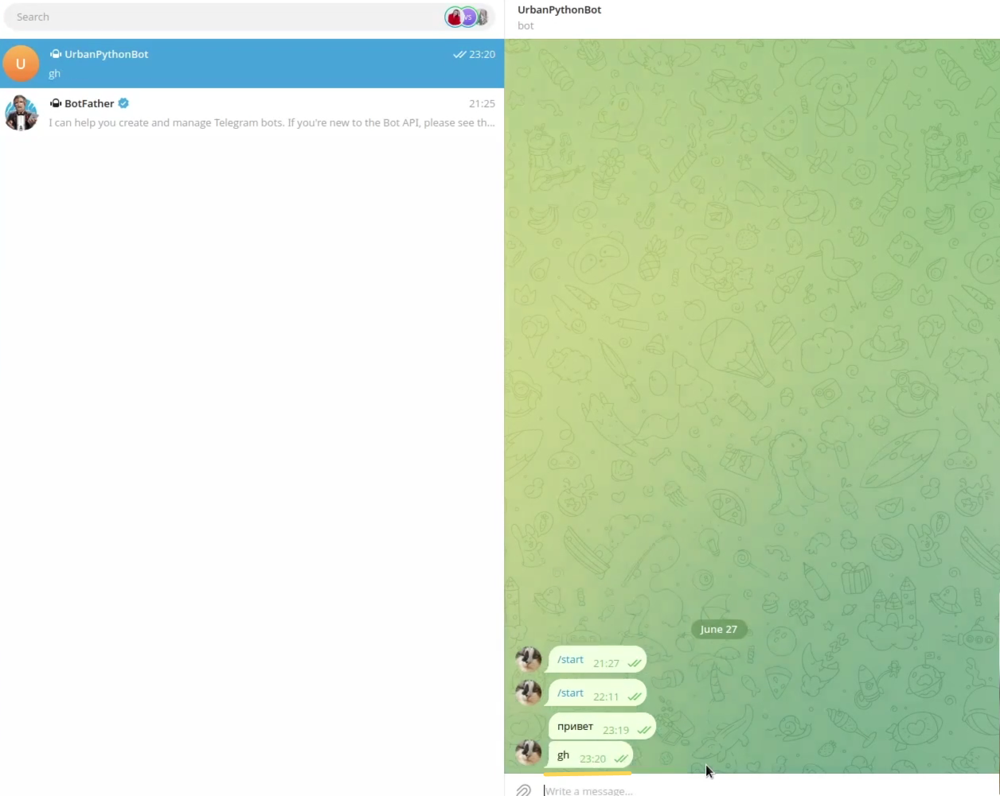 Search
VS
U
UrbanPythonBot
23:20
gh
BotFather
21:25
I can help you create and manage Telegram bots. If you're new to the Bot API, please see th...
UrbanPythonBot
bot
June 27
/start 21:27
/start 22:11
привет 23:19
gh 23:20
Write a message...